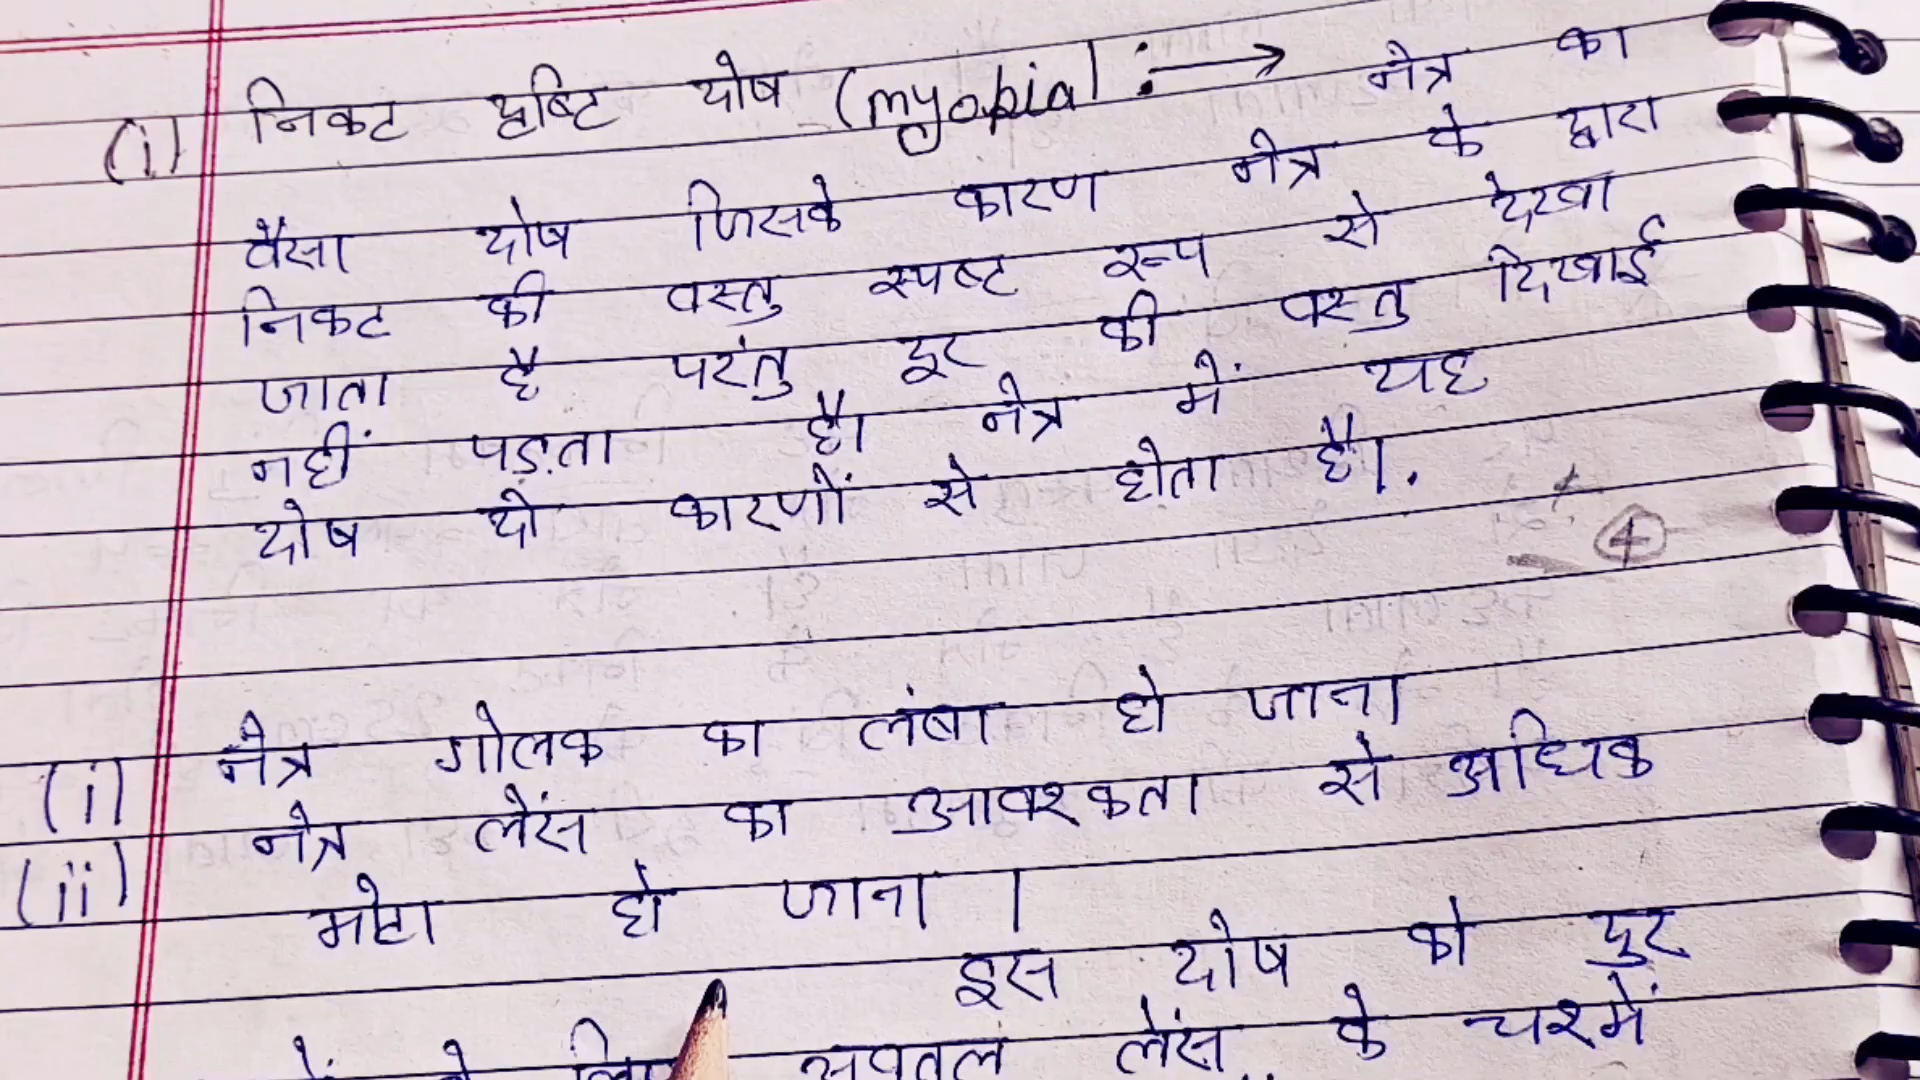 (i) निकट दृष्टि दोष (myopia) :→ नेत्र का
वैसा दोष जिसके कारण नेत्र के द्वारा
निकट की वस्तु स्पष्ट रूप से देखा
जाता है परंतु दूर की वस्तु दिखाई
नहीं पड़ता है। नेत्र में यह
दोष दो कारणों से होता है।.
4
(i) नेत्र गोलक का लंबा हो जाना।
(ii) नेत्र लेंस का आवश्कता से अधिक
मोटा हो जाना ।
इस दोष को दुर
अवतल लेंस के चश्में